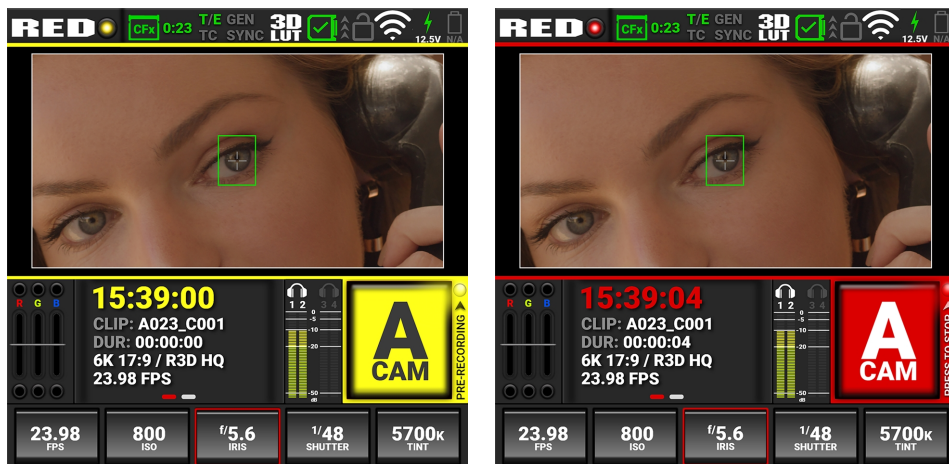 RED CFx 0:23 T/E GEN 3D
TC SYNC LUT 12.5V N/A
R G B
15:39:00
CLIP: A023_C001
DUR: 00:00:00
6K 17:9 / R3D HQ
23.98 FPS
1 2 3 4
0
-5
-10
-20
-50
dB
A
CAM
PRE-RECORDING
23.98 800 f/5.6 1/48 5700K
FPS ISO IRIS SHUTTER TINT
RED CFx 0:23 T/E GEN 3D
TC SYNC LUT 12.5V N/A
R G B
15:39:04
CLIP: A023_C001
DUR: 00:00:04
6K 17:9 / R3D HQ
23.98 FPS
1 2 3 4
0
-5
-10
-20
-50
dB
A
CAM
PRESS TO STOP
23.98 800 f/5.6 1/48 5700K
FPS ISO IRIS SHUTTER TINT